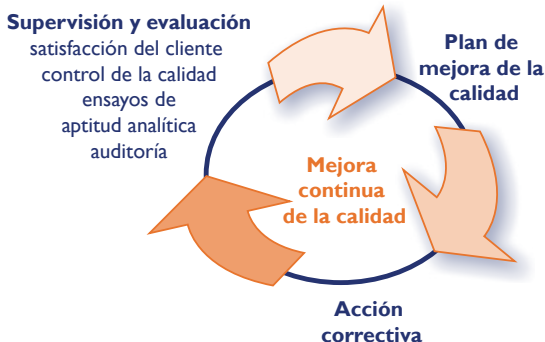 Supervisión y evaluación
satisfacción del cliente
control de la calidad
ensayos de
aptitud analítica
auditoría
Plan de
mejora de la
calidad
Mejora
continua
de la calidad
Acción
correctiva